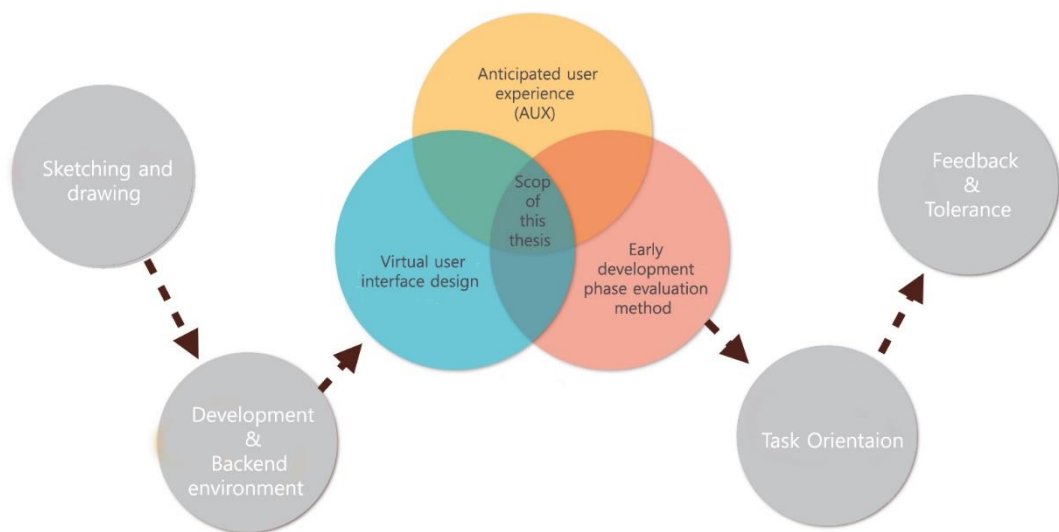 Sketching and
drawing
Development
&
Backend
environment
Anticipated user
experience
(AUX)
Scop
of
this
thesis
Virtual user
interface design
Early
development
phase evaluation
method
Task Orientaion
Feedback
&
Tolerance